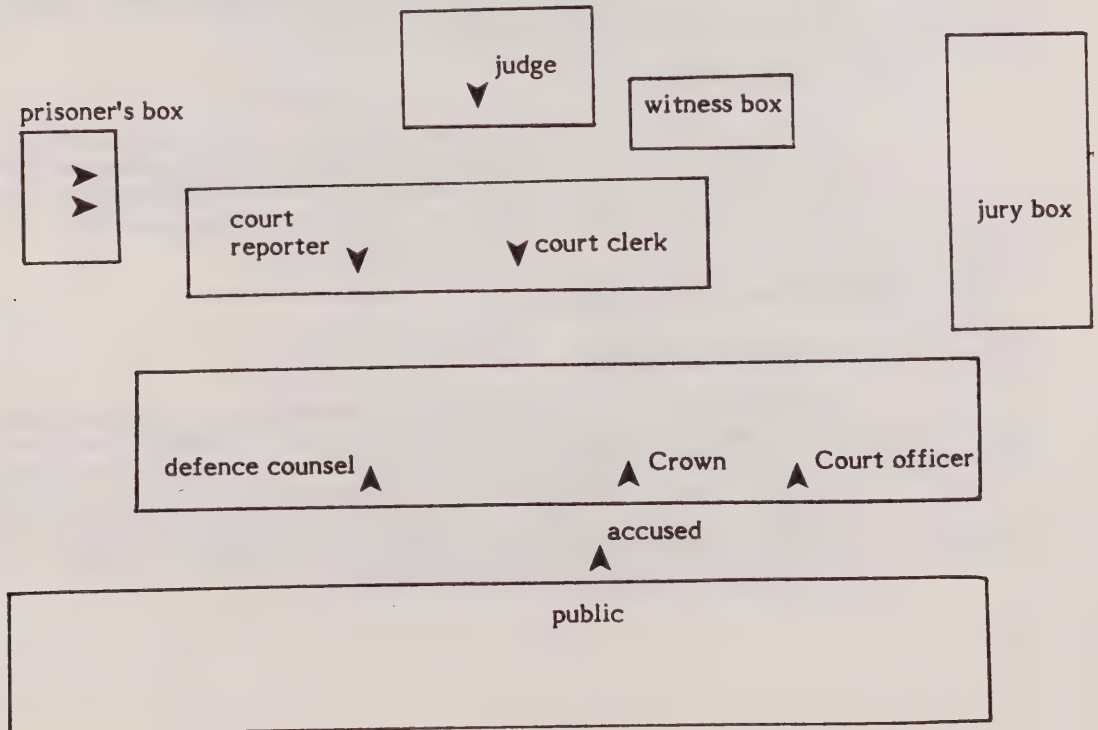 judge
witness box
prisoner's box
jury box
court
reporter
court clerk
defence counsel
Crown
Court officer
accused
public